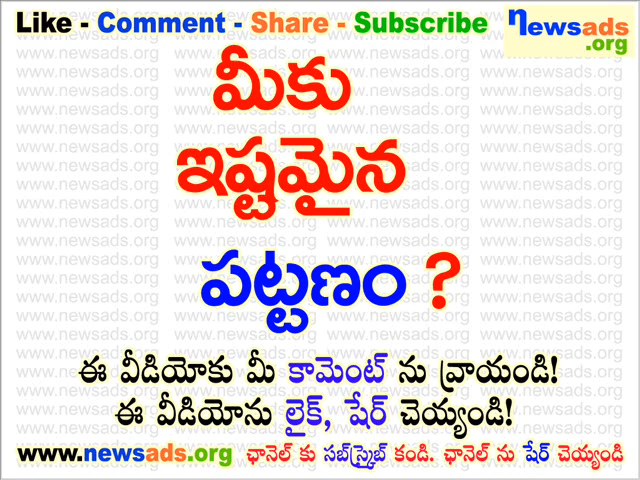 Like - Comment - Share - Subscribe
newsads
.org
మీకు
ఇష్టమైన
పట్టణం ?
ఈ వీడియోకు మీ కామెంట్ ను వ్రాయండి!
ఈ వీడియోను లైక్, షేర్ చెయ్యండి!
www.newsads.org ఛానెల్ కు సబ్‌స్క్రైబ్ కండి. ఛానెల్ ను షేర్ చెయ్యండి